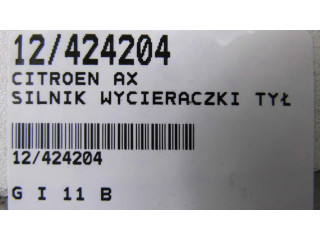 12/424204
CITROEN AX
SILNIK WYCIERACZKI TYŁ
12/424204
G I 11 B